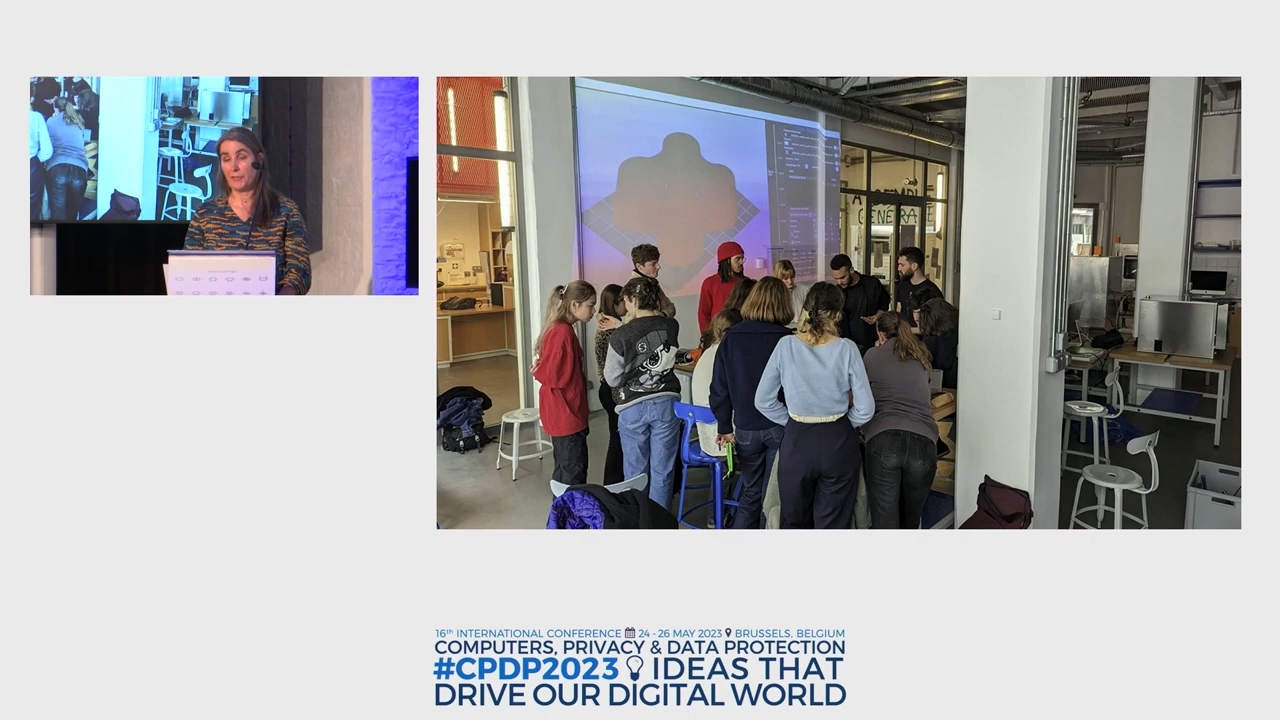 GENERATE
16th INTERNATIONAL CONFERENCE 24 - 26 MAY 2023 BRUSSELS, BELGIUM
COMPUTERS, PRIVACY & DATA PROTECTION
#CPDP2023 IDEAS THAT
DRIVE OUR DIGITAL WORLD